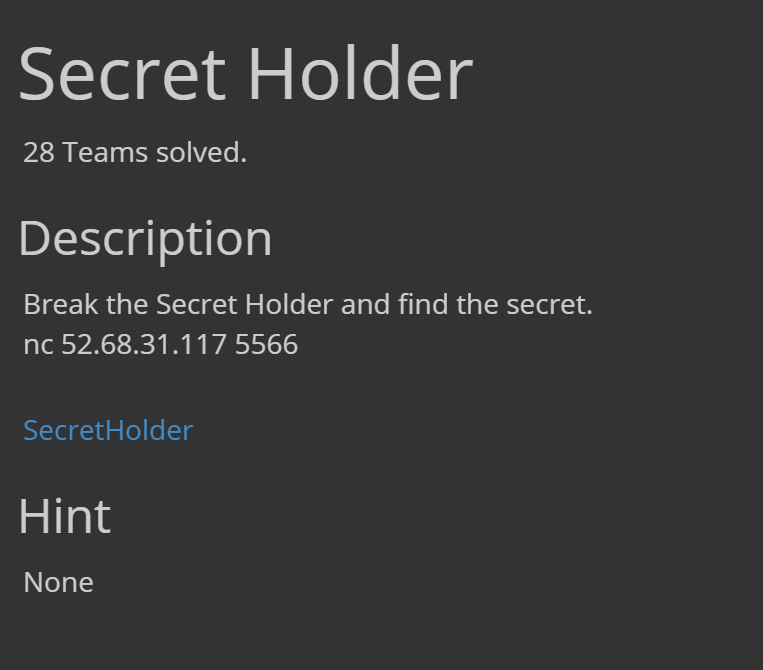 Secret Holder
28 Teams solved.
Description
Break the Secret Holder and find the secret.
nc 52.68.31.117 5566
SecretHolder
Hint
None